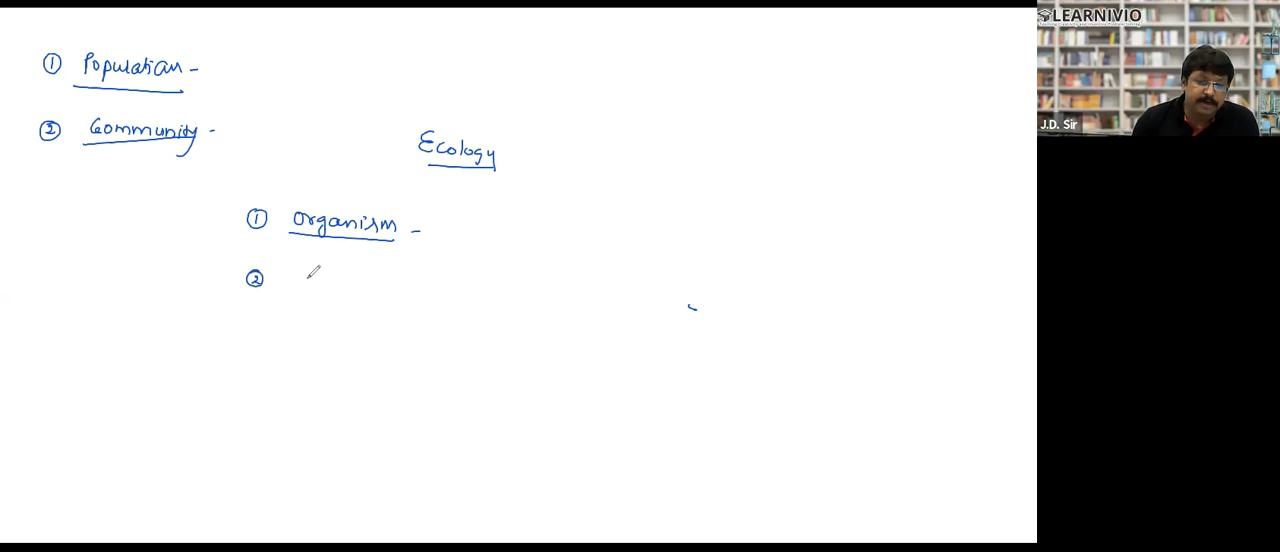 LEARNIVIO
① Population -
② Community -
J.D. Sir
Ecology
① Organism -
②